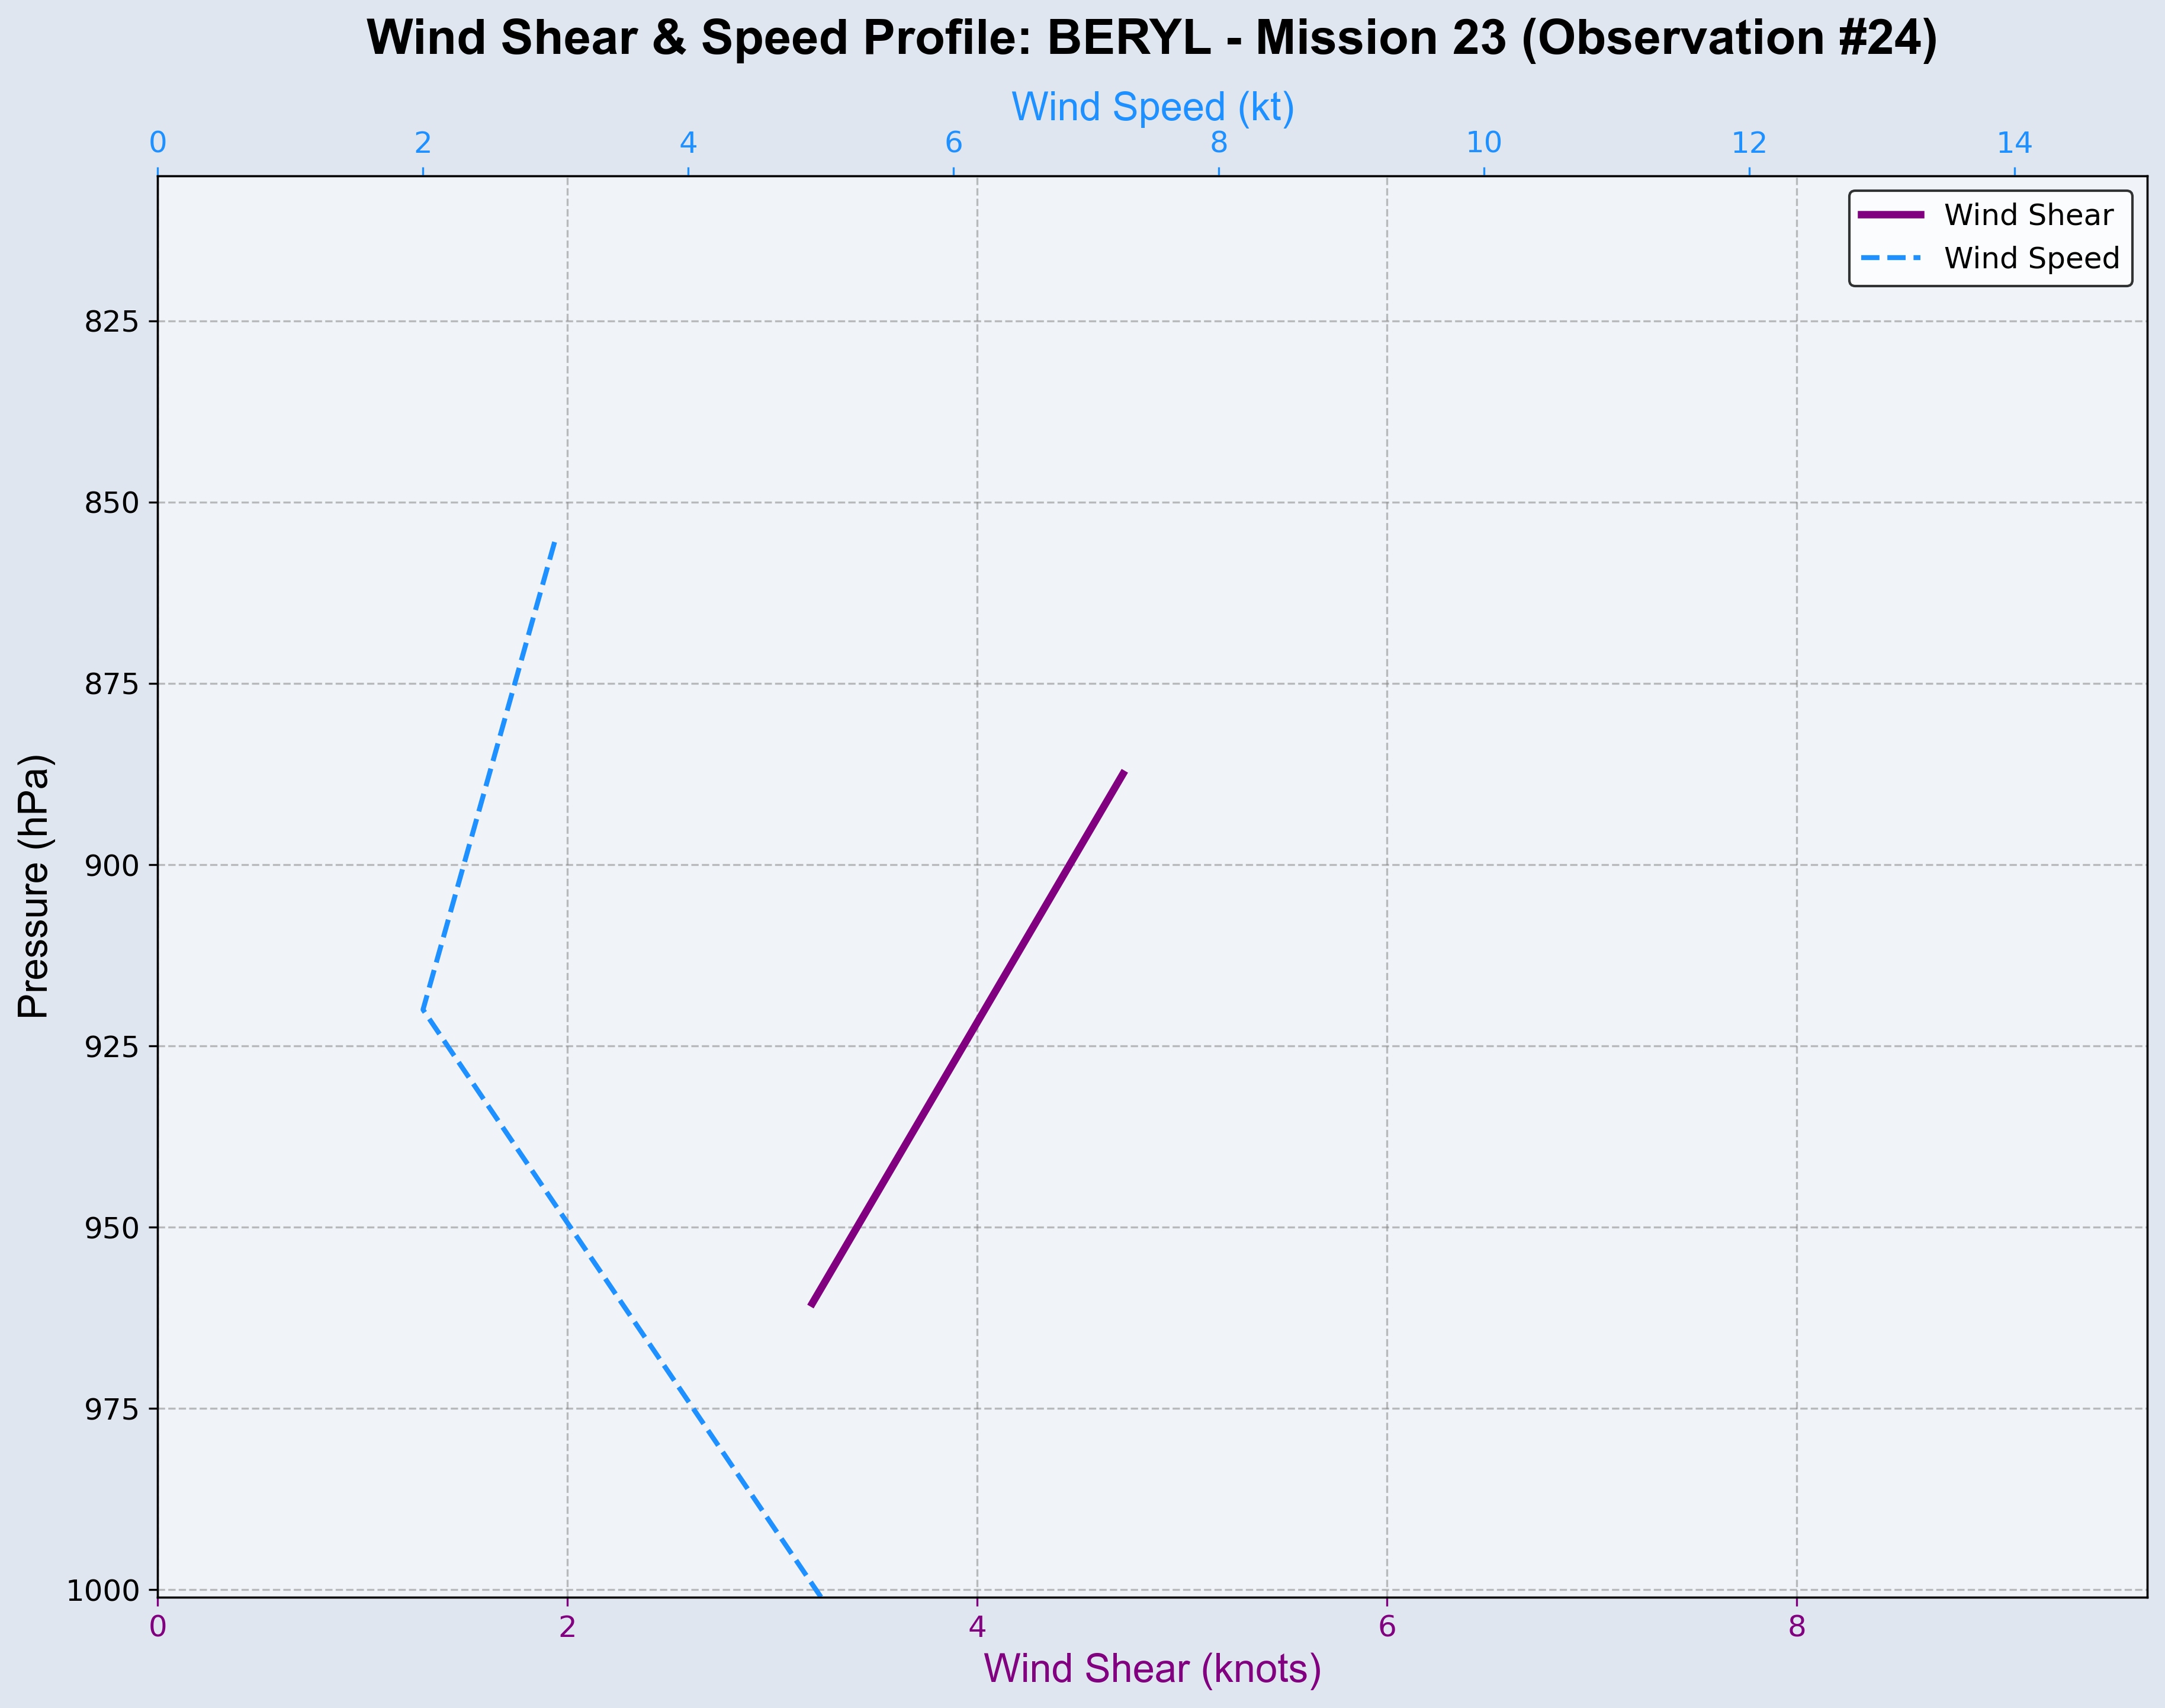 Wind Shear & Speed Profile: BERYL - Mission 23 (Observation #24)
Wind Speed (kt)
0 2 4 6 8 10 12 14
Wind Shear
Wind Speed
825
850
875
900
925
950
975
1000
Pressure (hPa)
0 2 4 6 8
Wind Shear (knots)